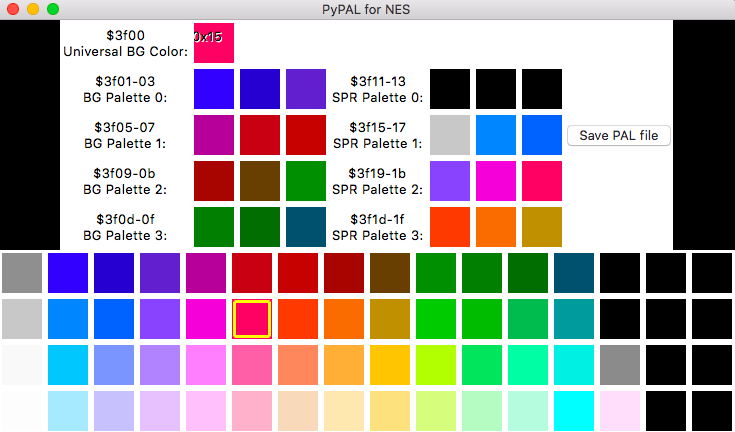 PyPAL for NES
$3f00
Universal BG Color:
0x15
$3f01-03
BG Palette 0:
$3f11-13
SPR Palette 0:
$3f05-07
BG Palette 1:
$3f15-17
SPR Palette 1:
Save PAL file
$3f09-0b
BG Palette 2:
$3f19-1b
SPR Palette 2:
$3f0d-0f
BG Palette 3:
$3f1d-1f
SPR Palette 3: